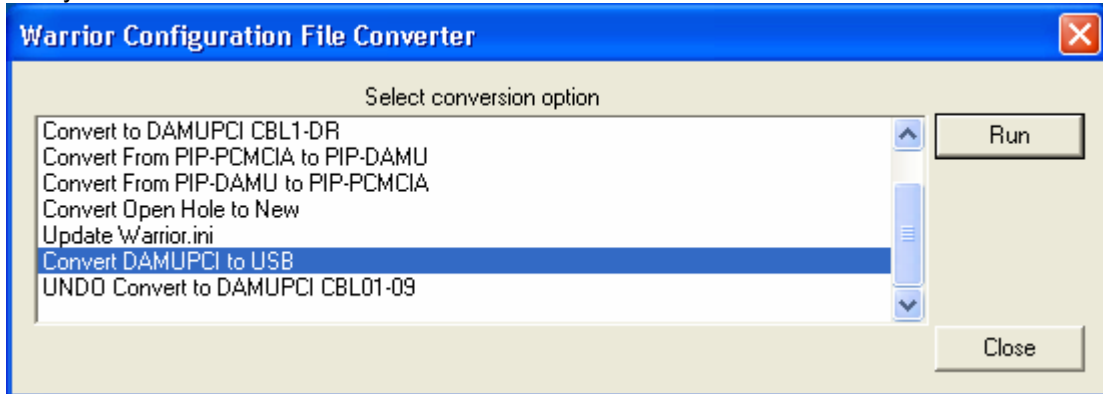 Warrior Configuration File Converter
Select conversion option
Convert to DAMUPCI CBL1-DR
Convert From PIP-PCMCIA to PIP-DAMU
Convert From PIP-DAMU to PIP-PCMCIA
Convert Open Hole to New
Update Warrior.ini
Convert DAMUPCI to USB
UNDO Convert to DAMUPCI CBL01-09
Run
Close